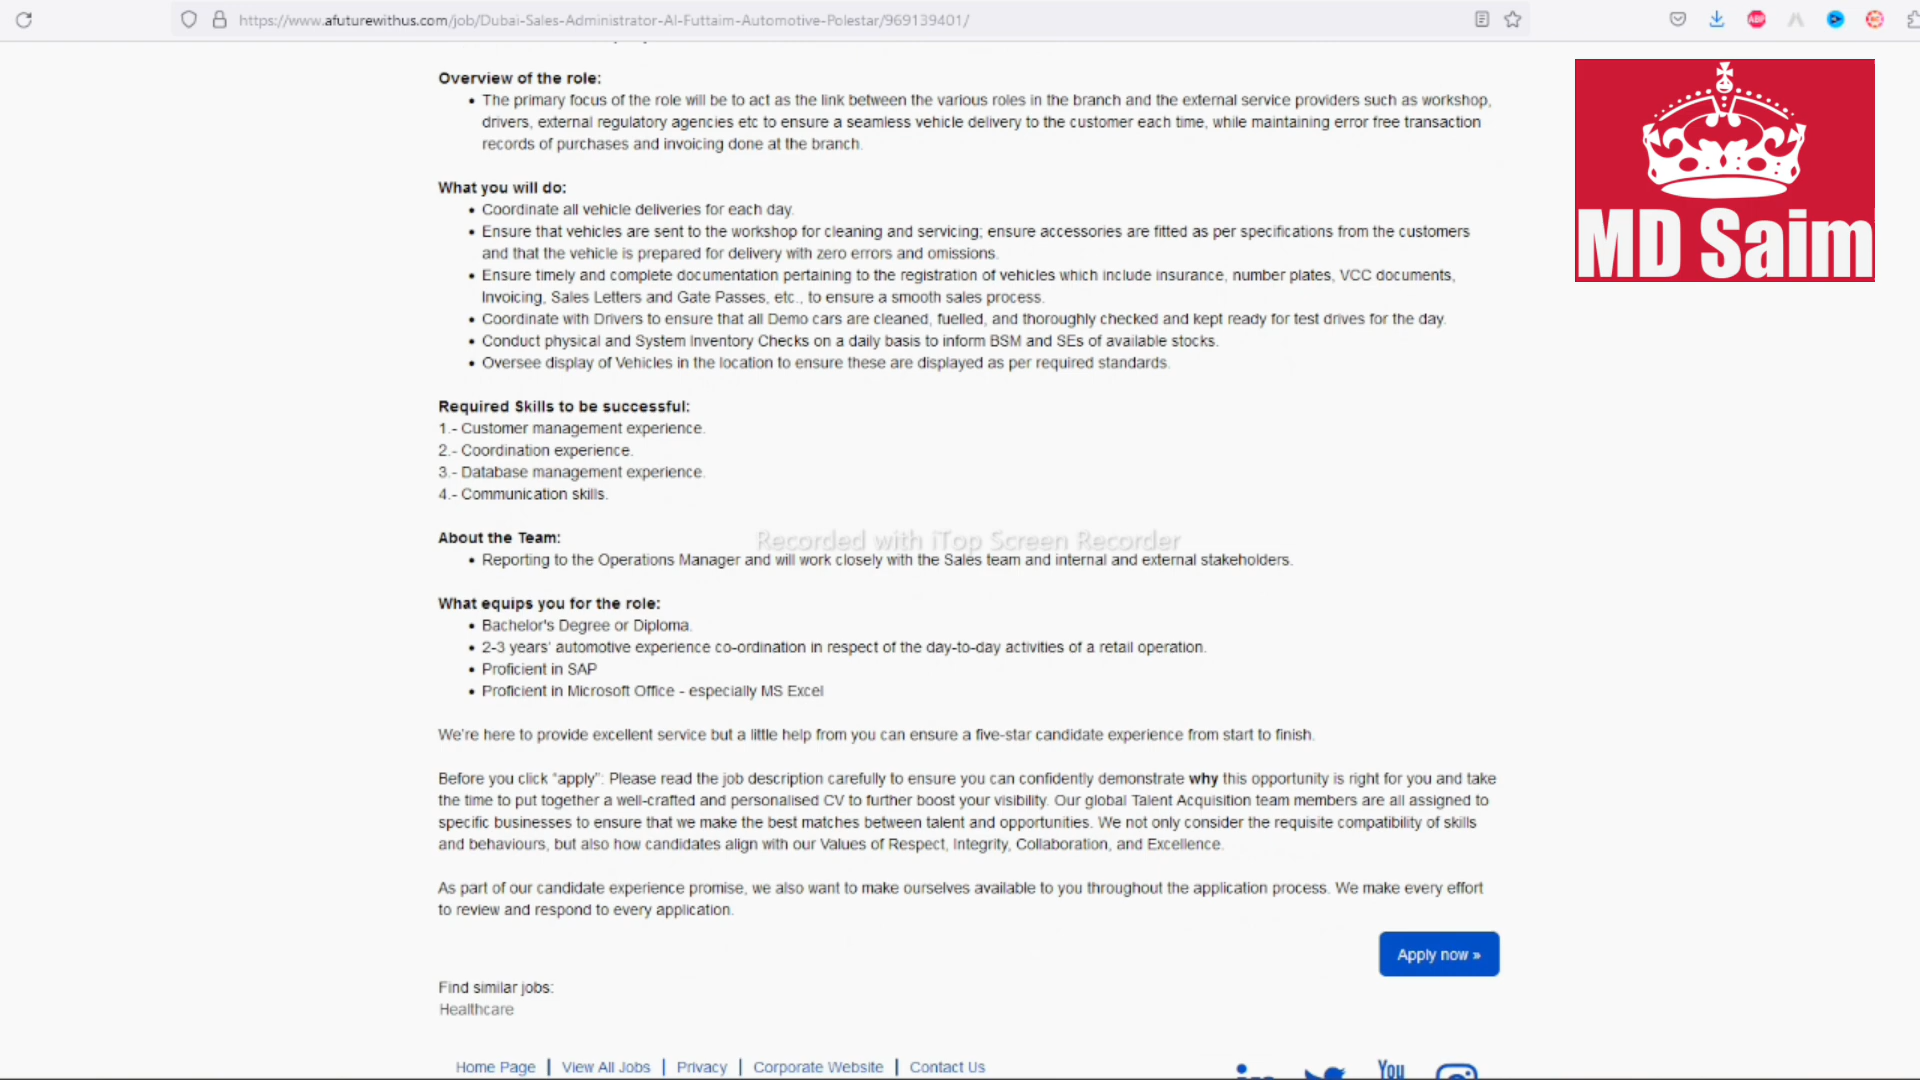 https://www.afuturewithus.com/job/Dubai-Sales-Administrator-Al-Futtaim-Automotive-Polestar/969139401/
MD Saim
Overview of the role:
• The primary focus of the role will be to act as the link between the various roles in the branch and the external service providers such as workshop,
drivers, external regulatory agencies etc to ensure a seamless vehicle delivery to the customer each time, while maintaining error free transaction
records of purchases and invoicing done at the branch.
What you will do:
• Coordinate all vehicle deliveries for each day.
• Ensure that vehicles are sent to the workshop for cleaning and servicing; ensure accessories are fitted as per specifications from the customers
and that the vehicle is prepared for delivery with zero errors and omissions.
• Ensure timely and complete documentation pertaining to the registration of vehicles which include insurance, number plates, VCC documents,
Invoicing, Sales Letters and Gate Passes, etc., to ensure a smooth sales process.
• Coordinate with Drivers to ensure that all Demo cars are cleaned, fuelled, and thoroughly checked and kept ready for test drives for the day.
• Conduct physical and System Inventory Checks on a daily basis to inform BSM and SEs of available stocks.
• Oversee display of Vehicles in the location to ensure these are displayed as per required standards.
Required Skills to be successful:
1.- Customer management experience.
2.- Coordination experience.
3.- Database management experience.
4.- Communication skills.
About the Team:
Recorded with iTop Screen Recorder
• Reporting to the Operations Manager and will work closely with the Sales team and internal and external stakeholders.
What equips you for the role:
• Bachelor's Degree or Diploma.
• 2-3 years' automotive experience co-ordination in respect of the day-to-day activities of a retail operation.
• Proficient in SAP
• Proficient in Microsoft Office - especially MS Excel
We're here to provide excellent service but a little help from you can ensure a five-star candidate experience from start to finish.
Before you click "apply": Please read the job description carefully to ensure you can confidently demonstrate why this opportunity is right for you and take
the time to put together a well-crafted and personalised CV to further boost your visibility. Our global Talent Acquisition team members are all assigned to
specific businesses to ensure that we make the best matches between talent and opportunities. We not only consider the requisite compatibility of skills
and behaviours, but also how candidates align with our Values of Respect, Integrity, Collaboration, and Excellence.
As part of our candidate experience promise, we also want to make ourselves available to you throughout the application process. We make every effort
to review and respond to every application.
Apply now »
Find similar jobs:
Healthcare
Home Page | View All Jobs | Privacy | Corporate Website | Contact Us
You